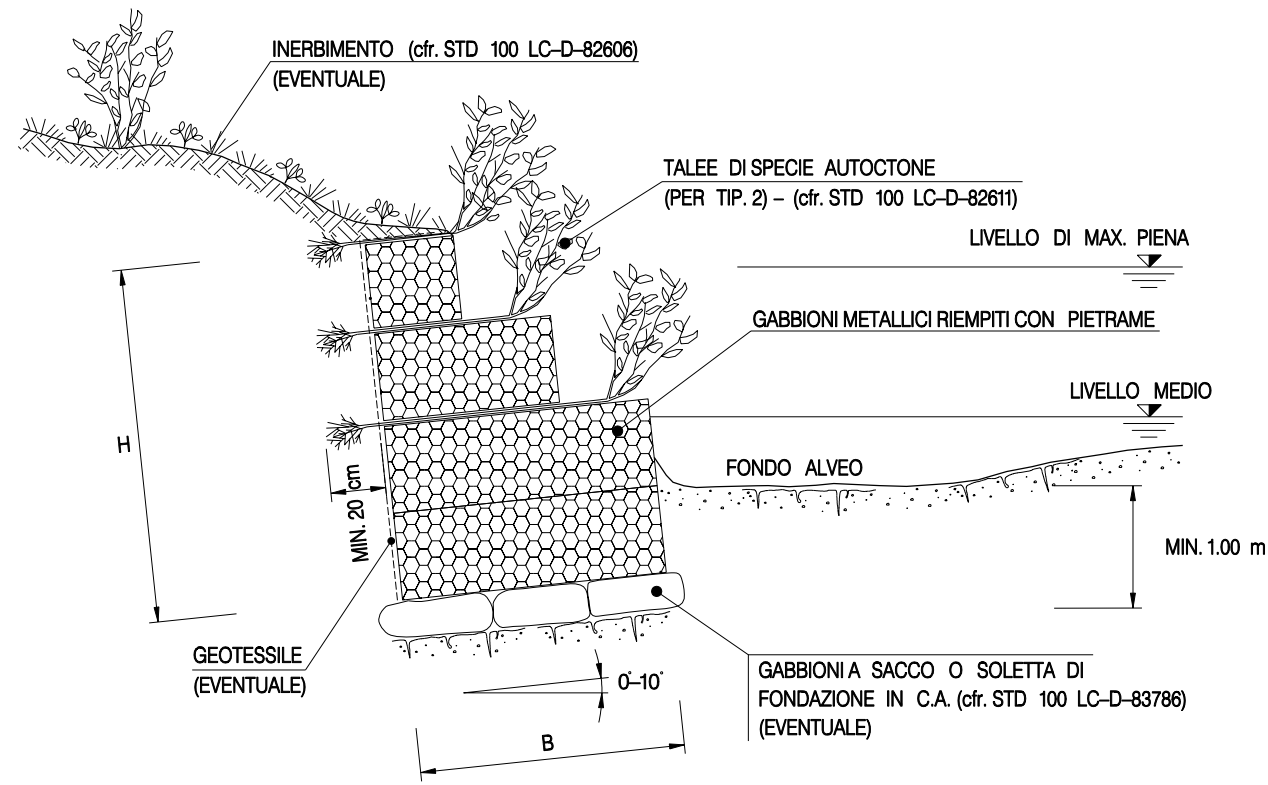 INERBIMENTO (cfr. STD 100 LC-D-82606)
(EVENTUALE)
TALEE DI SPECIE AUTOCTONE
(PER TIP. 2) - (cfr. STD 100 LC-D-82611)
LIVELLO DI MAX. PIENA
GABBIONI METALLICI RIEMPITI CON PIETRAME
LIVELLO MEDIO
H
FONDO ALVEO
MIN. 20 cm
MIN. 1.00 m
GEOTESSILE
(EVENTUALE)
0°-10°
GABBIONI A SACCO O SOLETTA DI
FONDAZIONE IN C.A. (cfr. STD 100 LC-D-83786)
(EVENTUALE)
B